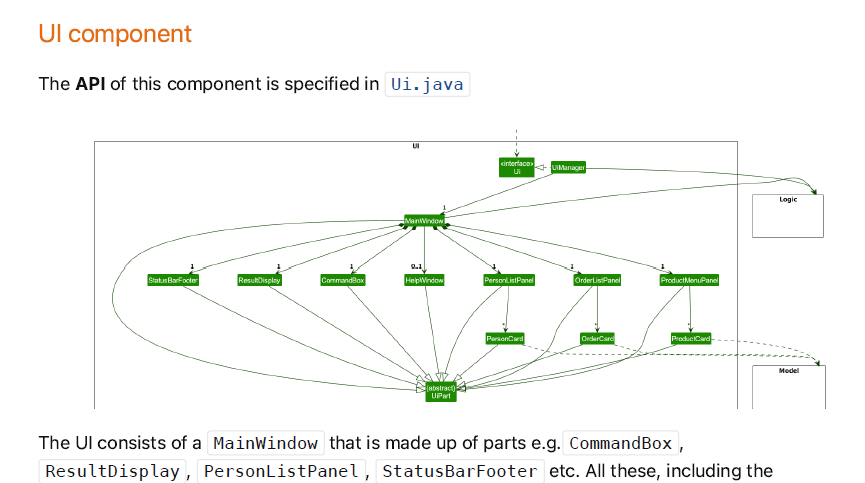 UI component
The API of this component is specified in Ui.java
UI
<interface>
Ui
UiManager
Logic
1
MainWindow
1
1
1
0..1
1
1
1
StatusBarFooter
ResultDisplay
CommandBox
HelpWindow
PersonListPanel
OrderListPanel
ProductMenuPanel
PersonCard
OrderCard
ProductCard
Model
{abstract}
UiPart
The UI consists of a MainWindow that is made up of parts e.g. CommandBox,
ResultDisplay, PersonListPanel, StatusBarFooter etc. All these, including the